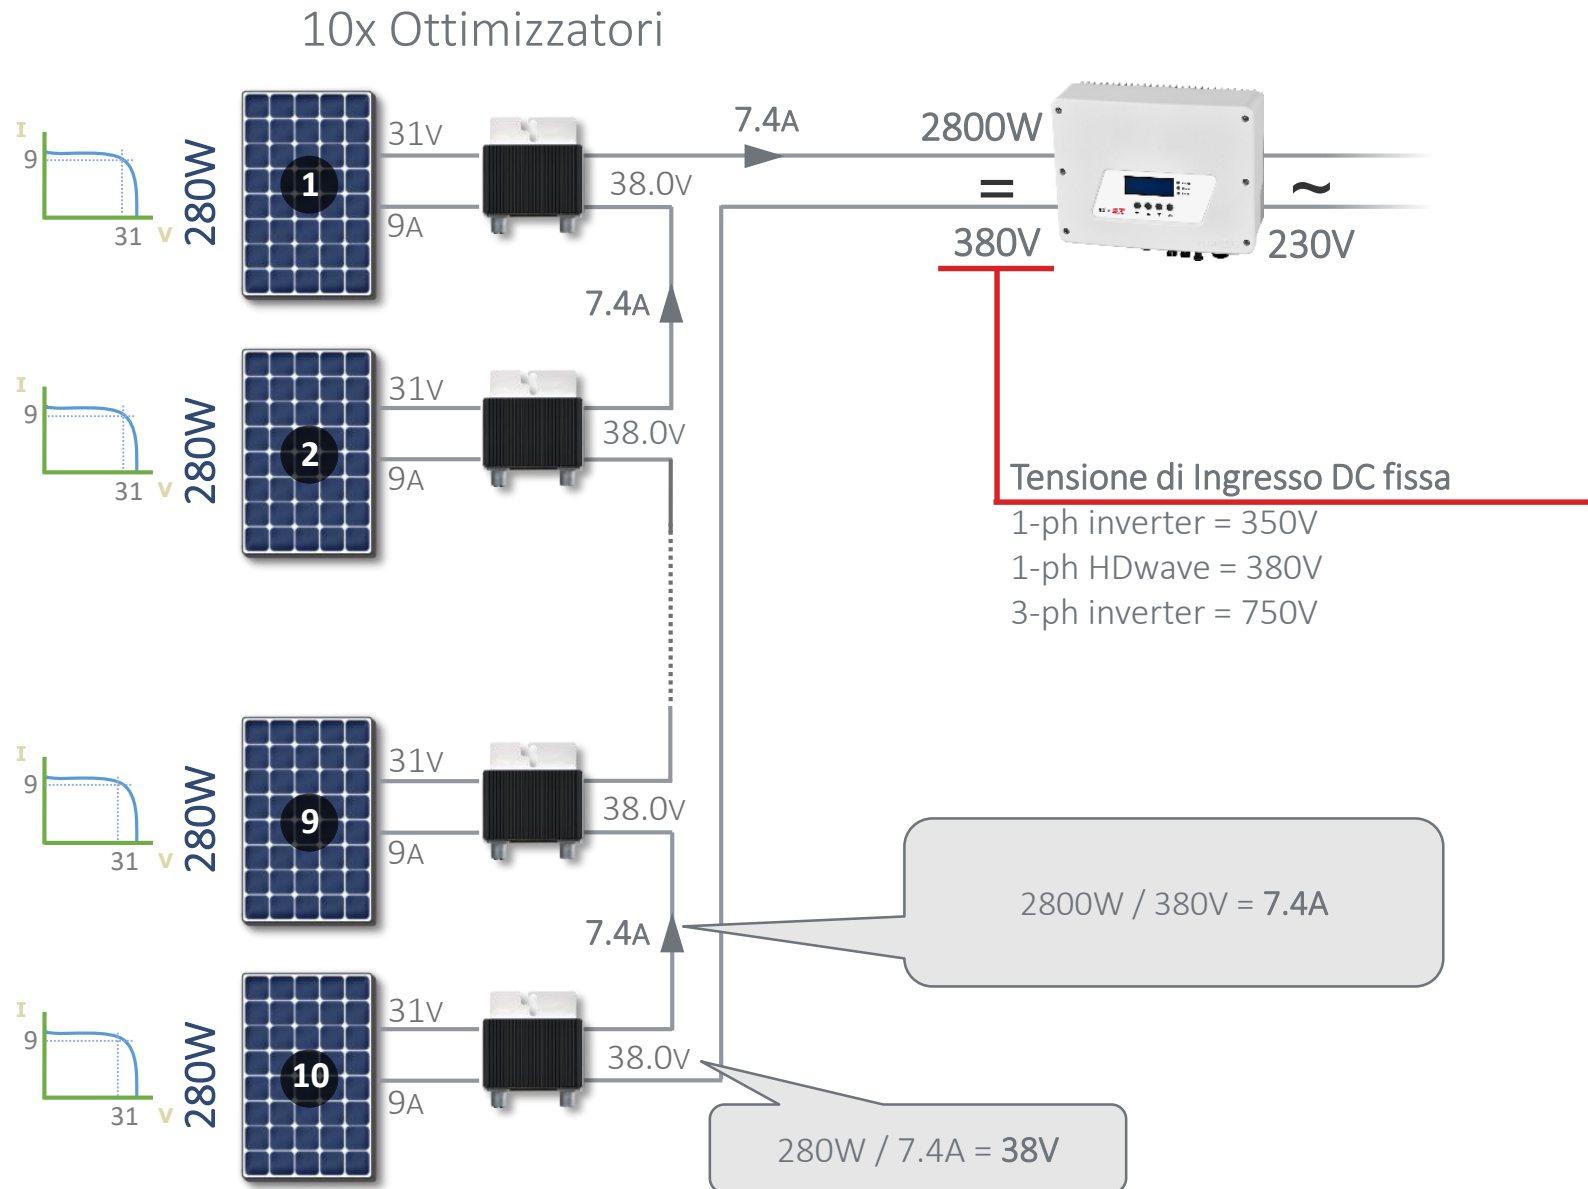 10x Ottimizzatori
I
9
31 V
280W
1
31V
9A
38.0V
7.4A
2800W
=
380V
~
230V
7.4A
I
9
31 V
280W
2
31V
9A
38.0V
Tensione di Ingresso DC fissa
1-ph inverter = 350V
1-ph HDwave = 380V
3-ph inverter = 750V
I
9
31 V
280W
9
31V
9A
38.0V
7.4A
2800W / 380V = 7.4A
I
9
31 V
280W
10
31V
9A
38.0V
280W / 7.4A = 38V